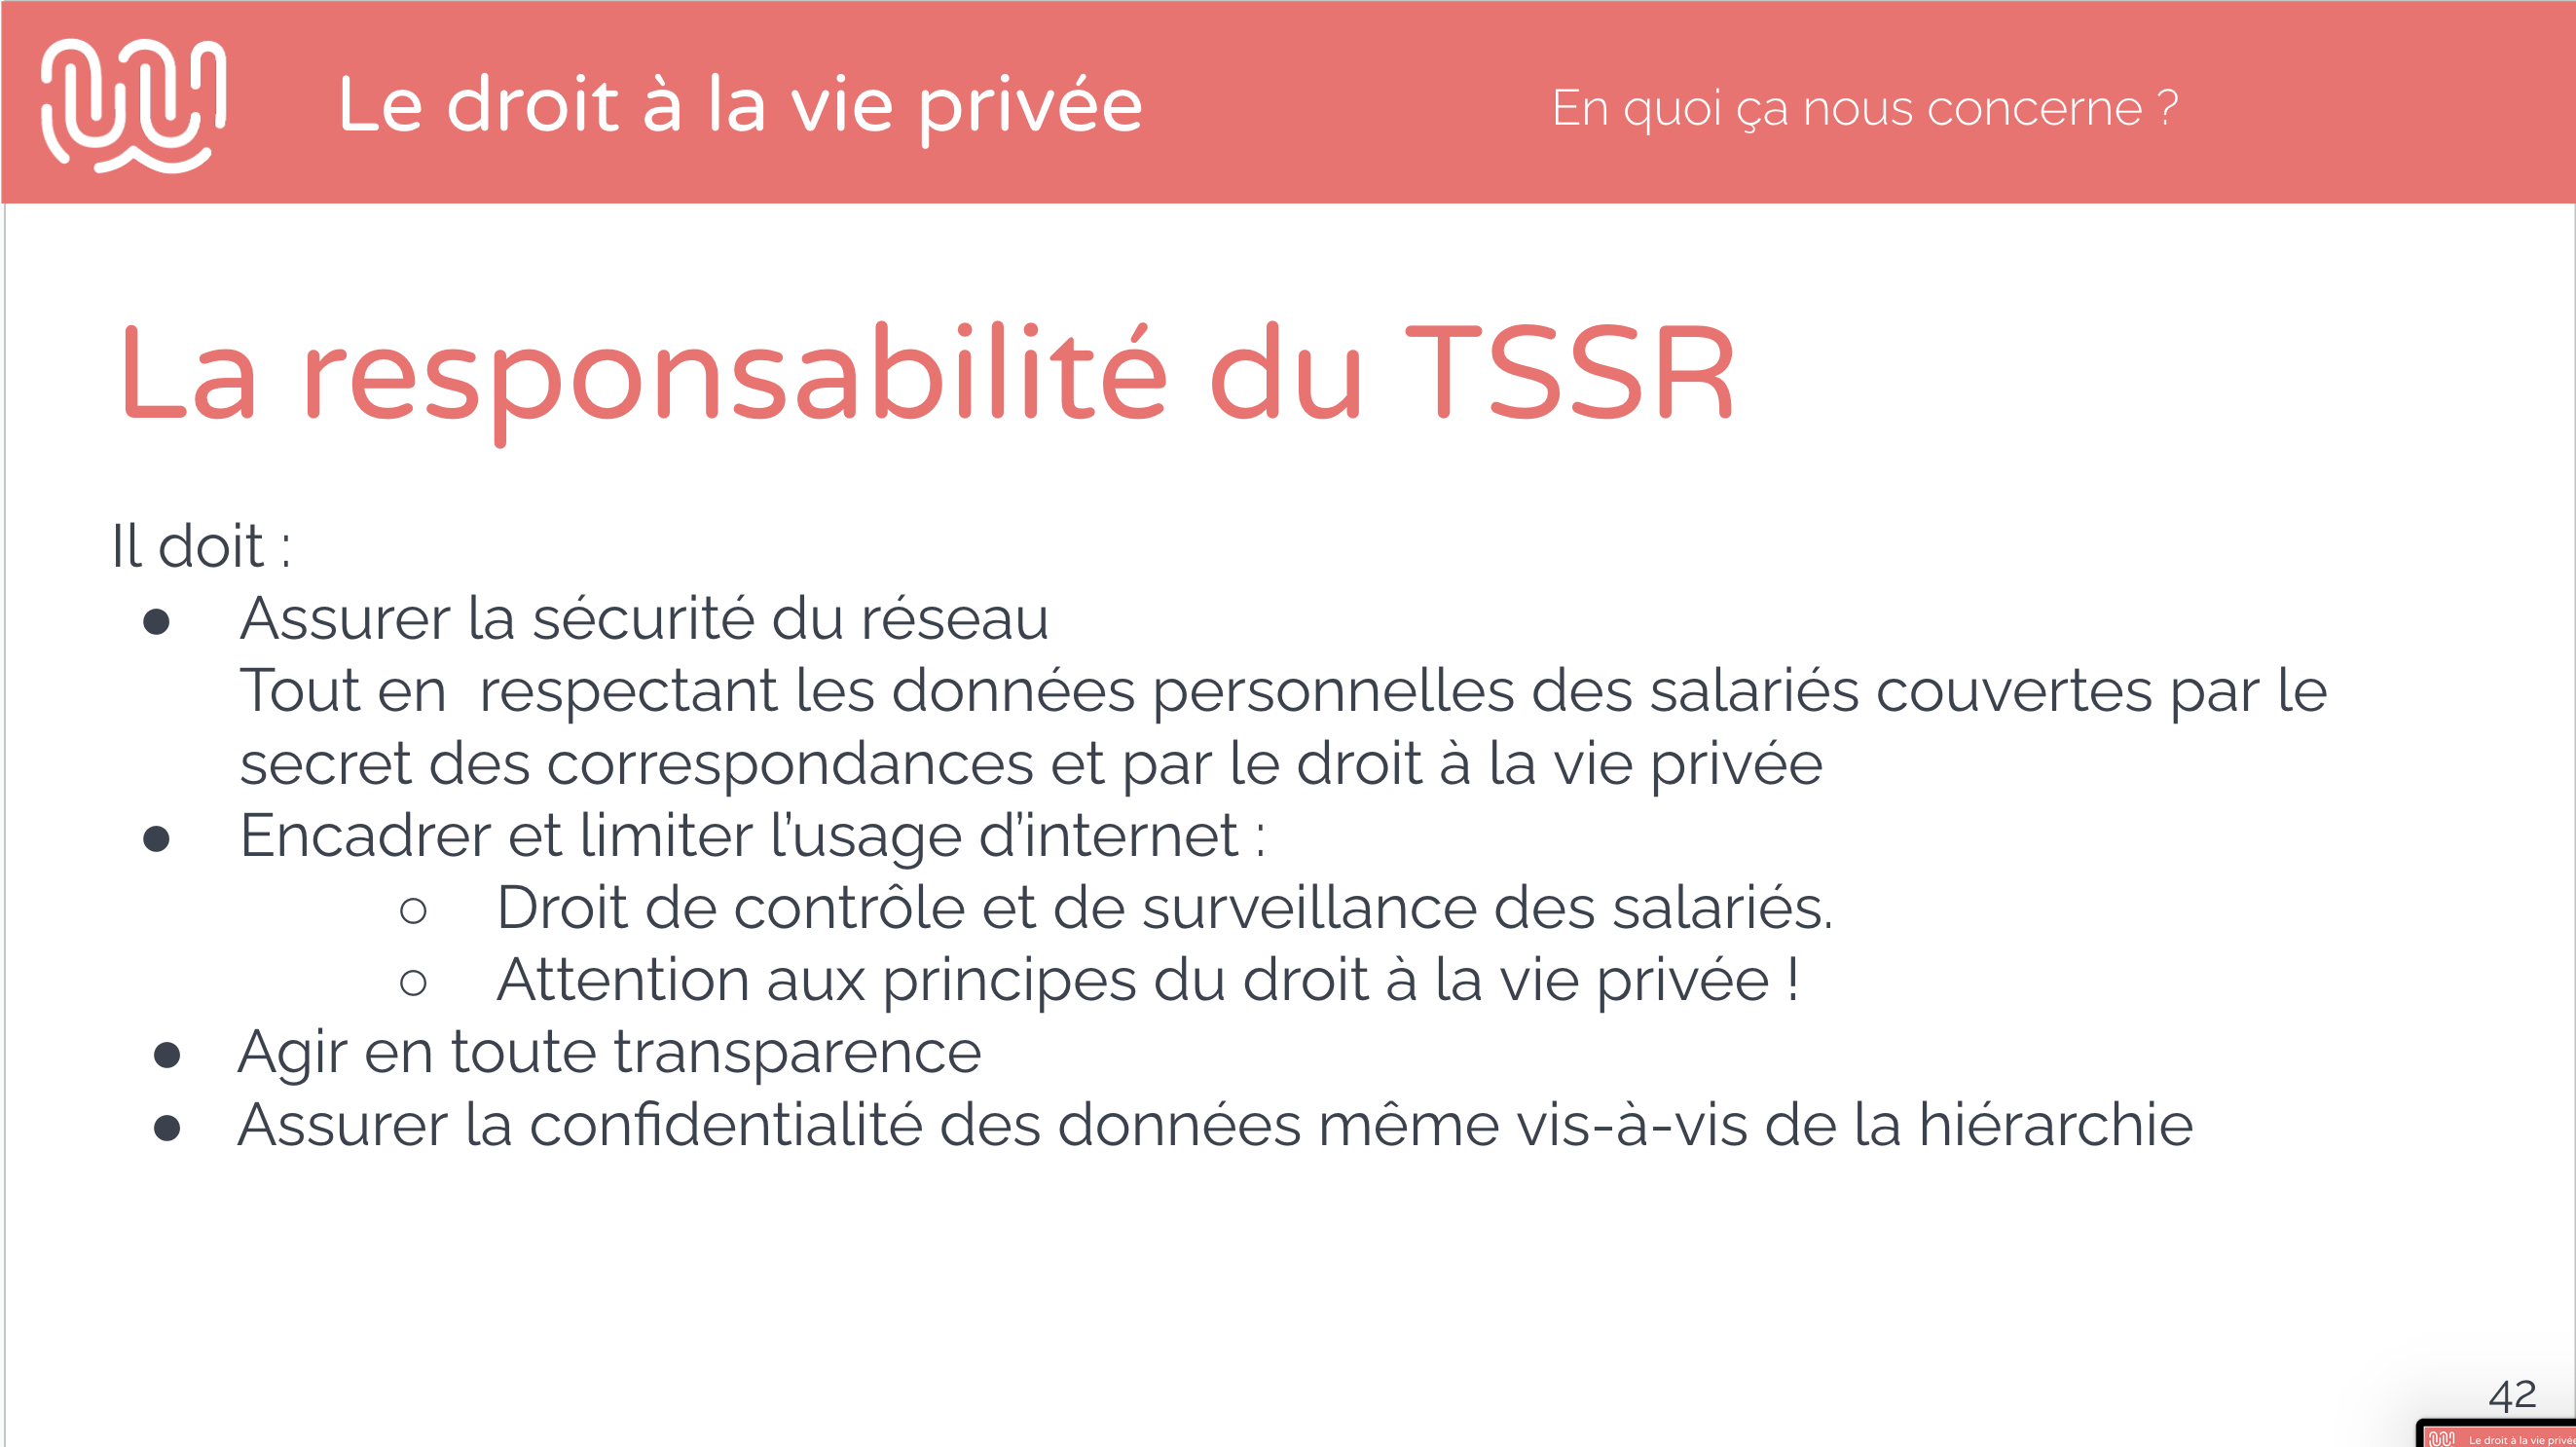 Le droit à la vie privée
En quoi ça nous concerne ?
La responsabilité du TSSR
Il doit :
● Assurer la sécurité du réseau
Tout en  respectant les données personnelles des salariés couvertes par le
secret des correspondances et par le droit à la vie privée
● Encadrer et limiter l’usage d’internet :
○ Droit de contrôle et de surveillance des salariés.
○ Attention aux principes du droit à la vie privée !
● Agir en toute transparence
● Assurer la confidentialité des données même vis-à-vis de la hiérarchie
42
Le droit à la vie privée